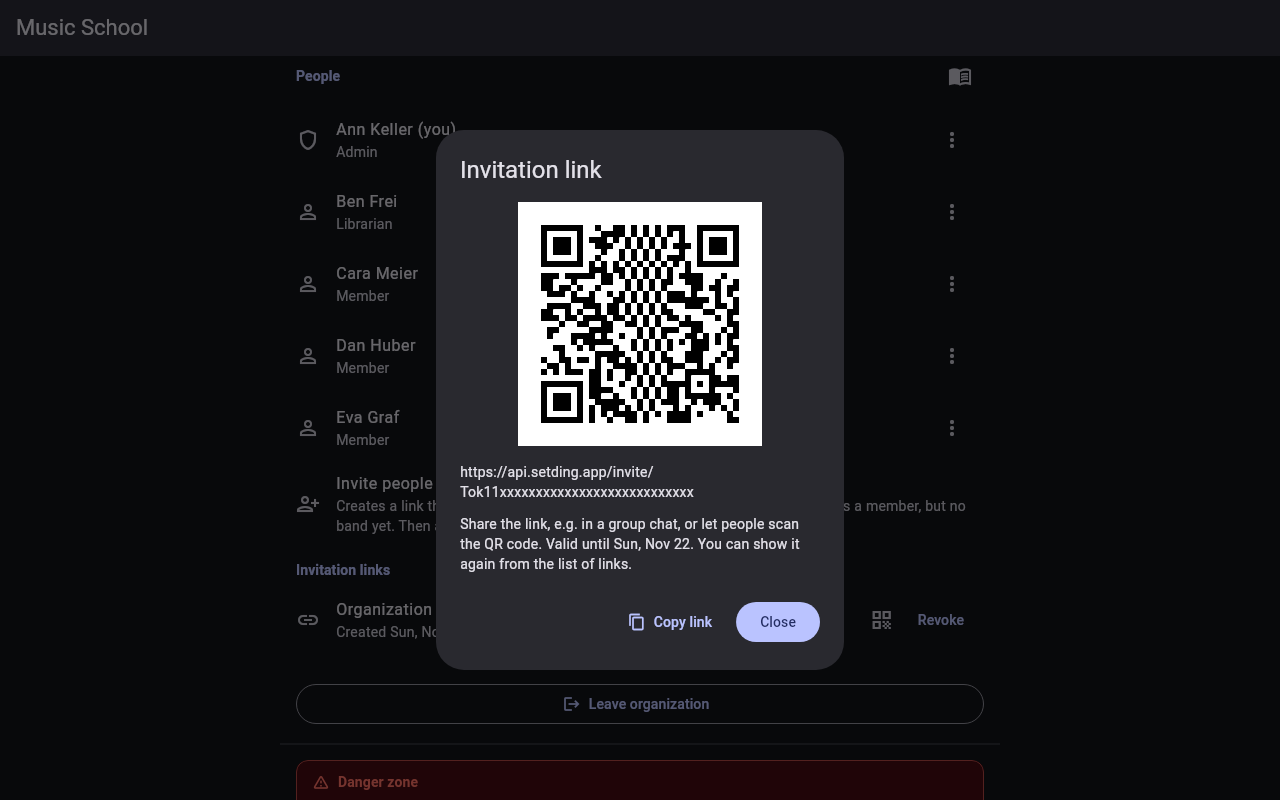 Music School
People
Ann Keller (you)
Admin
Ben Frei
Librarian
Cara Meier
Member
Dan Huber
Member
Eva Graf
Member
Invite people
Creates a link
s a member, but no
band yet. Then
Invitation links
Organization
Created Sun,
Revoke
Leave organization
Danger zone
Invitation link
https://api.setding.app/invite/
Tok11xxxxxxxxxxxxxxxxxxxxxxxxxxx
Share the link, e.g. in a group chat, or let people scan
the QR code. Valid until Sun, Nov 22. You can show it
again from the list of links.
Copy link
Close